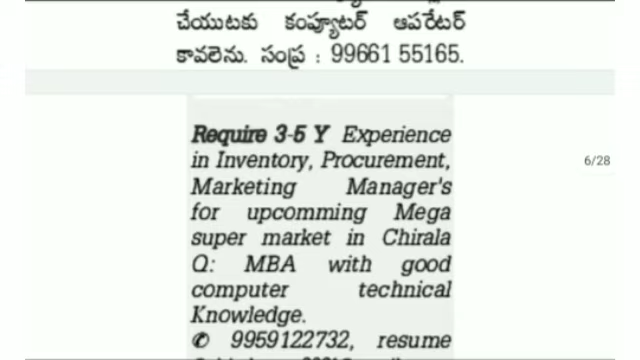 చేయుటకు కంప్యూటర్ ఆపరేటర్
కావలెను. సంప్ర : 99661 55165.
Require 3-5 Y Experience
in Inventory, Procurement,
Marketing Manager's
for upcomming Mega
super market in Chirala
Q: MBA with good
computer technical
Knowledge.
✆ 9959122732, resume
6/28